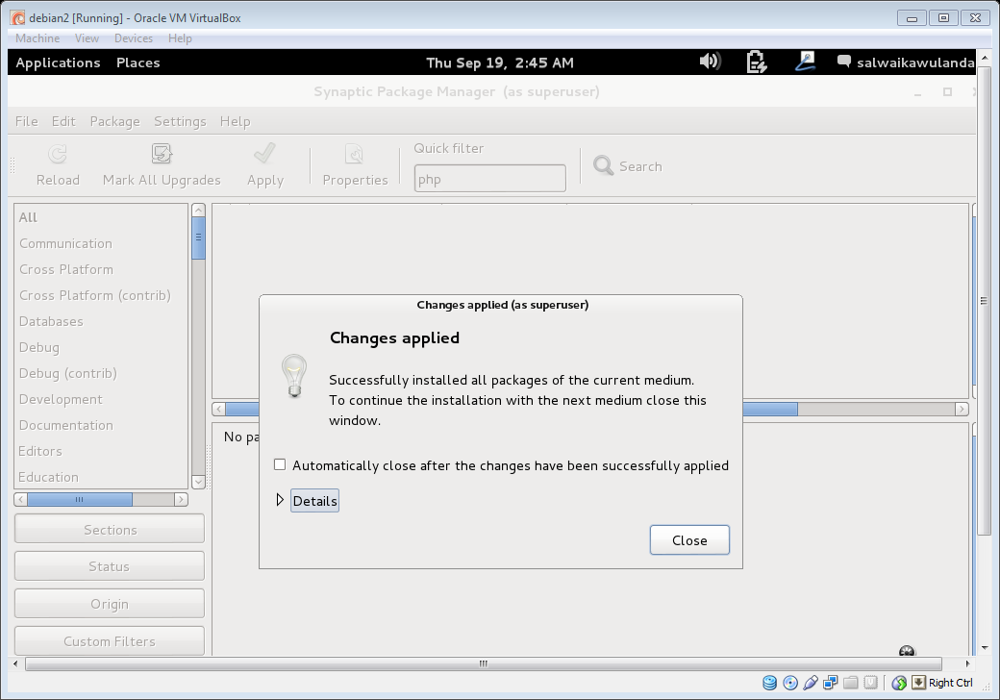 debian2 [Running] - Oracle VM VirtualBox
Machine View Devices Help
Applications Places Thu Sep 19, 2:45 AM salwaikawulanda
Synaptic Package Manager (as superuser)
File Edit Package Settings Help
Quick filter
Reload Mark All Upgrades Apply Properties php Search
All
Communication
Cross Platform
Cross Platform (contrib)
Databases
Debug
Debug (contrib)
Development
Documentation
Editors
Education
Sections
Status
Origin
Custom Filters
No pa
Changes applied (as superuser)
Changes applied
Successfully installed all packages of the current medium.
To continue the installation with the next medium close this
window.
Automatically close after the changes have been successfully applied
Details
Close
Right Ctrl